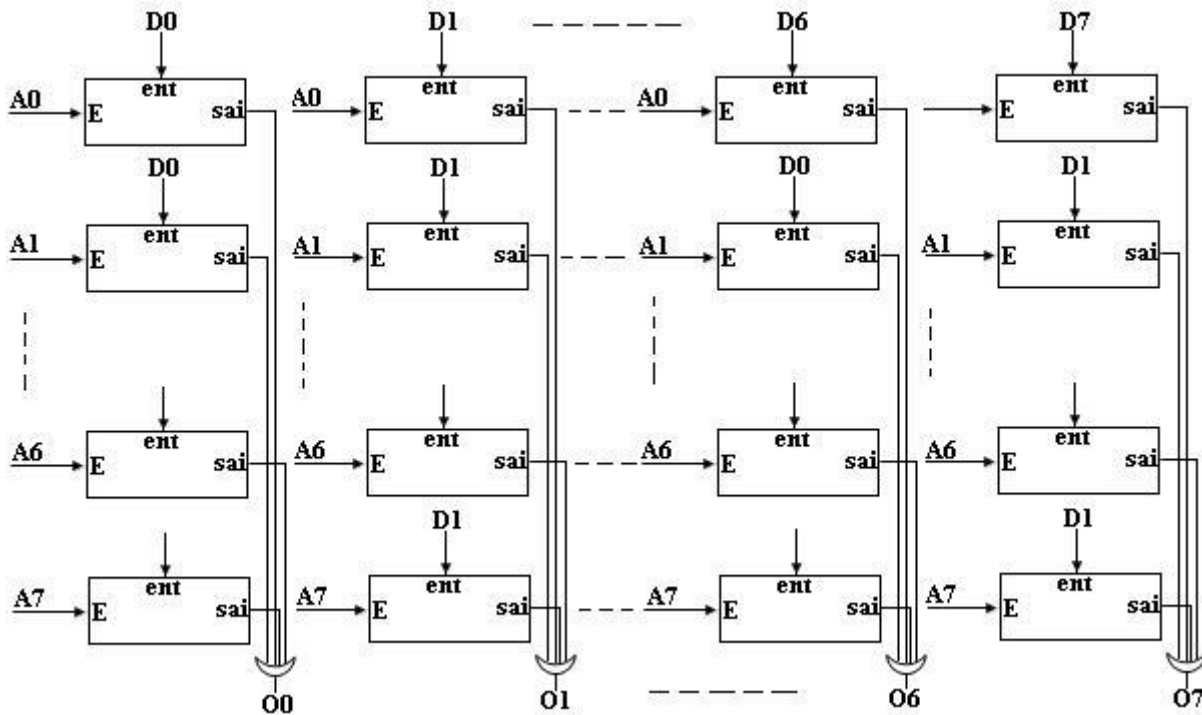 D0 D1 D6 D7
ent ent ent ent
A0 E sai A0 E sai A0 E sai E sai
D0 D1 D0 D1
ent ent ent ent
A1 E sai A1 E sai A1 E sai A1 E sai
ent ent ent ent
A6 E sai A6 E sai A6 E sai A6 E sai
D1 D1
ent ent ent ent
A7 E sai A7 E sai A7 E sai A7 E sai
O0 O1 O6 O7